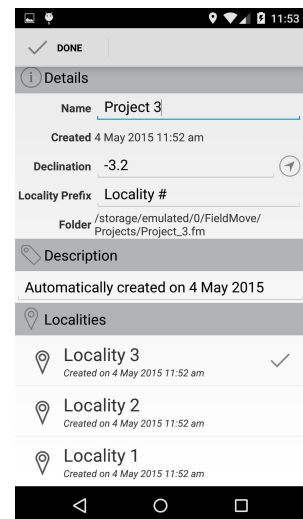 11:53
DONE
Details
Name Project 3
Created 4 May 2015 11:52 am
Declination -3.2
Locality Prefix Locality #
Folder /storage/emulated/0/FieldMove/
Projects/Project_3.fm
Description
Automatically created on 4 May 2015
Localities
Locality 3
Created on 4 May 2015 11:52 am
Locality 2
Created on 4 May 2015 11:52 am
Locality 1
Created on 4 May 2015 11:52 am